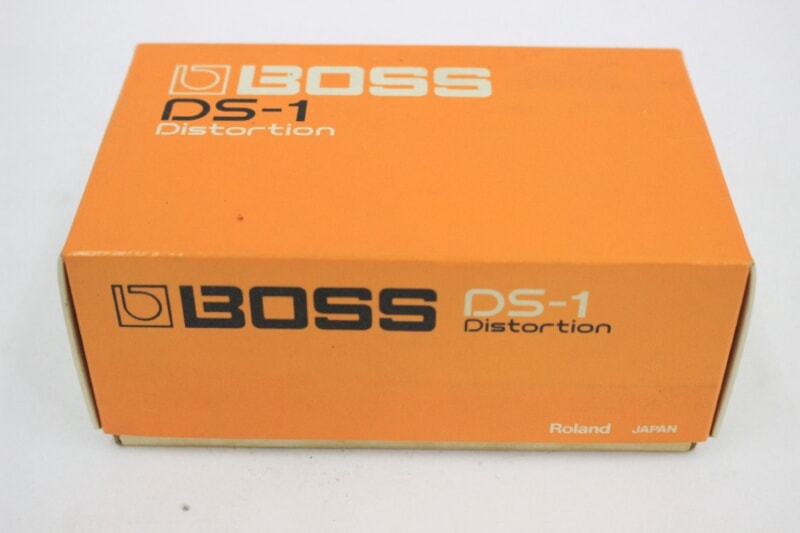 BOSS
DS-1
Distortion
BOSS DS-1
Distortion
Roland JAPAN